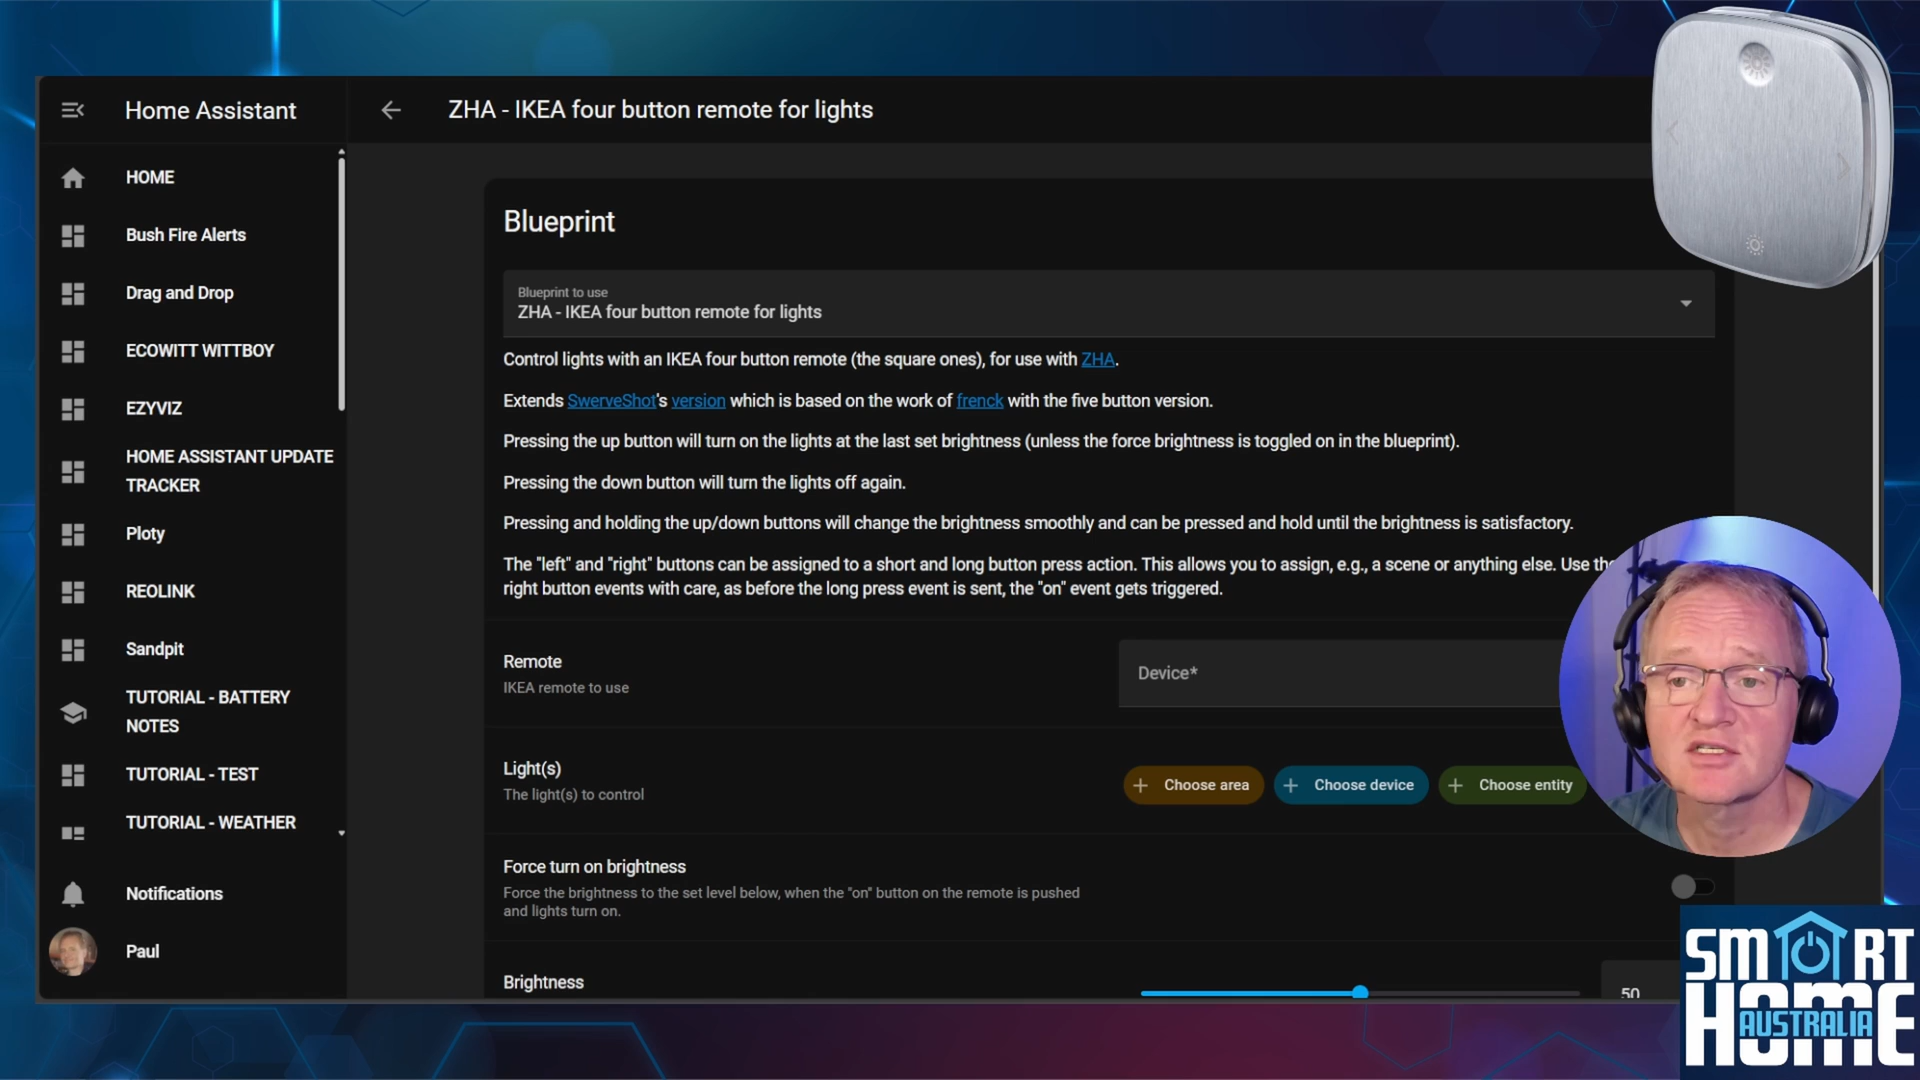 Home Assistant
ZHA - IKEA four button remote for lights
HOME
Bush Fire Alerts
Drag and Drop
ECOWITT WITTBOY
EZYVIZ
HOME ASSISTANT UPDATE
TRACKER
Ploty
REOLINK
Sandpit
TUTORIAL - BATTERY
NOTES
TUTORIAL - TEST
TUTORIAL - WEATHER
Notifications
Paul
Blueprint
Blueprint to use
ZHA - IKEA four button remote for lights
Control lights with an IKEA four button remote (the square ones), for use with ZHA.
Extends SwerveShot's version which is based on the work of frenck with the five button version.
Pressing the up button will turn on the lights at the last set brightness (unless the force brightness is toggled on in the blueprint).
Pressing the down button will turn the lights off again.
Pressing and holding the up/down buttons will change the brightness smoothly and can be pressed and hold until the brightness is satisfactory.
The "left" and "right" buttons can be assigned to a short and long button press action. This allows you to assign, e.g., a scene or anything else. Use the
right button events with care, as before the long press event is sent, the "on" event gets triggered.
Remote
IKEA remote to use
Device*
Light(s)
The light(s) to control
Choose area
Choose device
Choose entity
Force turn on brightness
Force the brightness to the set level below, when the "on" button on the remote is pushed
and lights turn on.
Brightness
50
SMART
HOME
AUSTRALIA